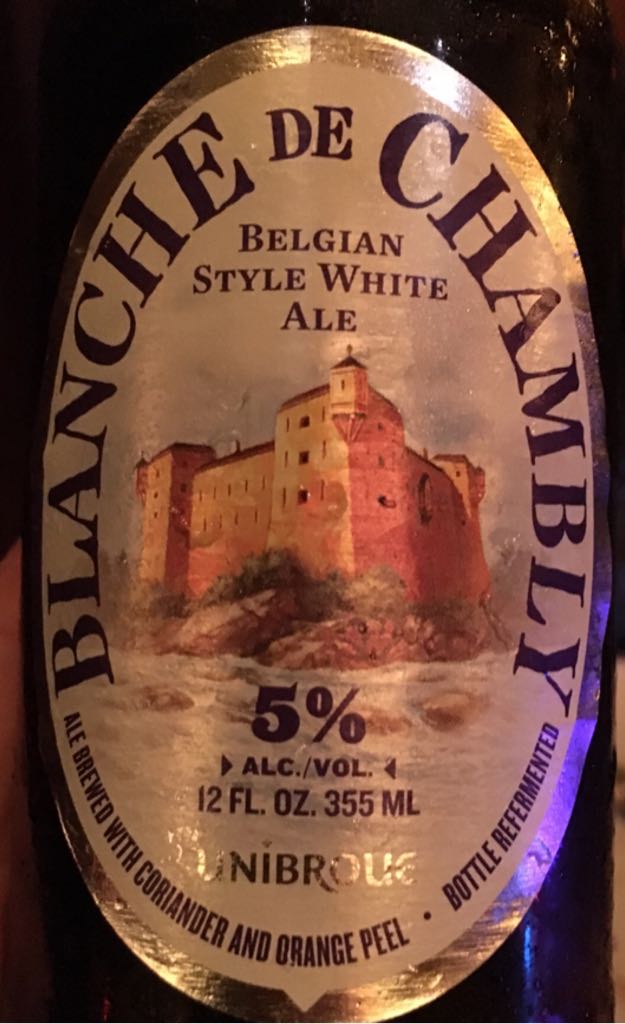 BLANCHE DE CHAMBLY
BELGIAN
STYLE WHITE
ALE
5%
ALC./VOL.
12 FL. OZ. 355 ML
UNIBROUE
ALE BREWED WITH CORIANDER AND ORANGE PEEL • BOTTLE REFERMENTED